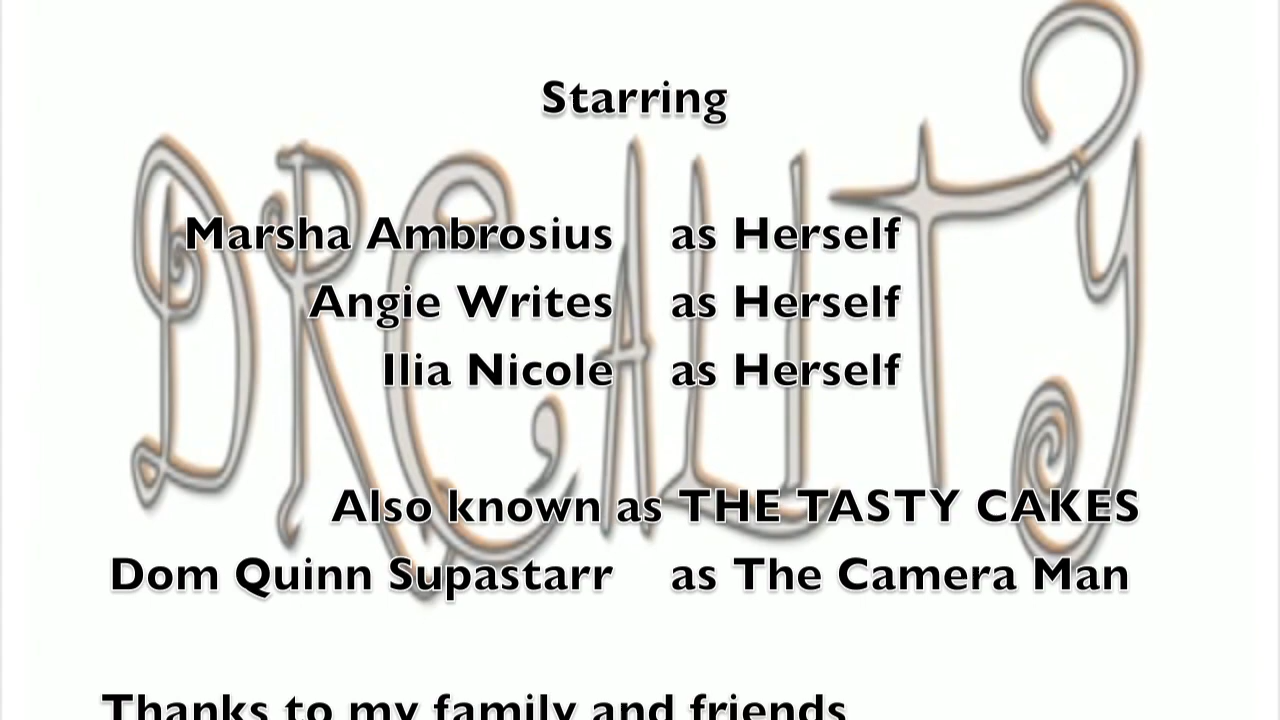 Starring
DREALITY
Marsha Ambrosius as Herself
Angie Writes as Herself
Ilia Nicole as Herself
Also known as THE TASTY CAKES
Dom Quinn Supastarr as The Camera Man
Thanks to my family and friends